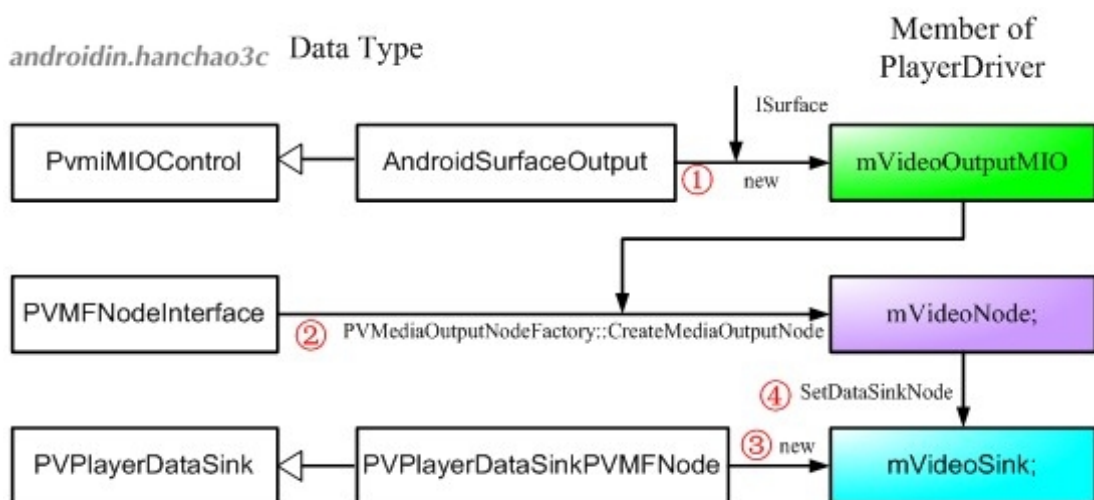 androidin.hanchao3c
Data Type
Member of
PlayerDriver
ISurface
PvmiMIOControl
AndroidSurfaceOutput
① new
mVideoOutputMIO
PVMFNodeInterface
② PVMediaOutputNodeFactory::CreateMediaOutputNode
mVideoNode;
④ SetDataSinkNode
PVPlayerDataSink
PVPlayerDataSinkPVMFNode
③ new
mVideoSink;